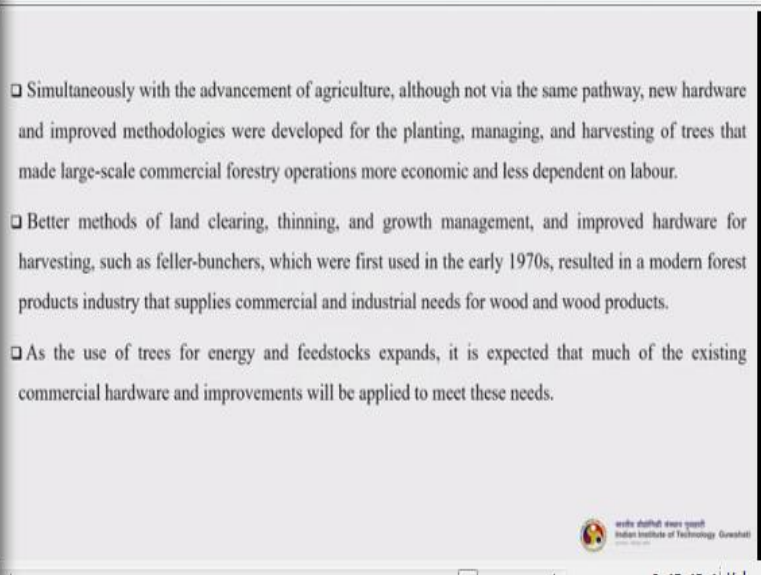 ❑ Simultaneously with the advancement of agriculture, although not via the same pathway, new hardware
and improved methodologies were developed for the planting, managing, and harvesting of trees that
made large-scale commercial forestry operations more economic and less dependent on labour.
❑ Better methods of land clearing, thinning, and growth management, and improved hardware for
harvesting, such as feller-bunchers, which were first used in the early 1970s, resulted in a modern forest
products industry that supplies commercial and industrial needs for wood and wood products.
❑ As the use of trees for energy and feedstocks expands, it is expected that much of the existing
commercial hardware and improvements will be applied to meet these needs.
Indian Institute of Technology Guwahati